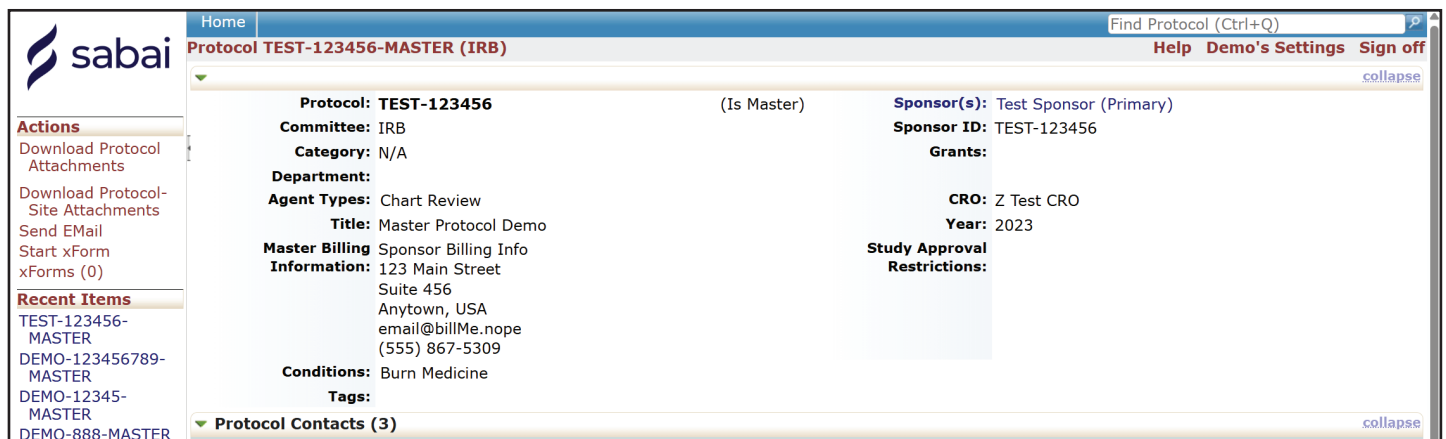 sabai
Home
Find Protocol (Ctrl+Q)
Protocol TEST-123456-MASTER (IRB)
Help Demo's Settings Sign off
collapse
Actions
Download Protocol
Attachments
Download Protocol-
Site Attachments
Send EMail
Start xForm
xForms (0)
Recent Items
TEST-123456-
MASTER
DEMO-123456789-
MASTER
DEMO-12345-
MASTER
DEMO-888-MASTER
Protocol: TEST-123456 (Is Master) Sponsor(s): Test Sponsor (Primary)
Committee: IRB Sponsor ID: TEST-123456
Category: N/A Grants:
Department:
Agent Types: Chart Review CRO: Z Test CRO
Title: Master Protocol Demo Year: 2023
Master Billing Sponsor Billing Info Study Approval
Information: 123 Main Street Restrictions:
Suite 456
Anytown, USA
email@billMe.nope
(555) 867-5309
Conditions: Burn Medicine
Tags:
Protocol Contacts (3) collapse